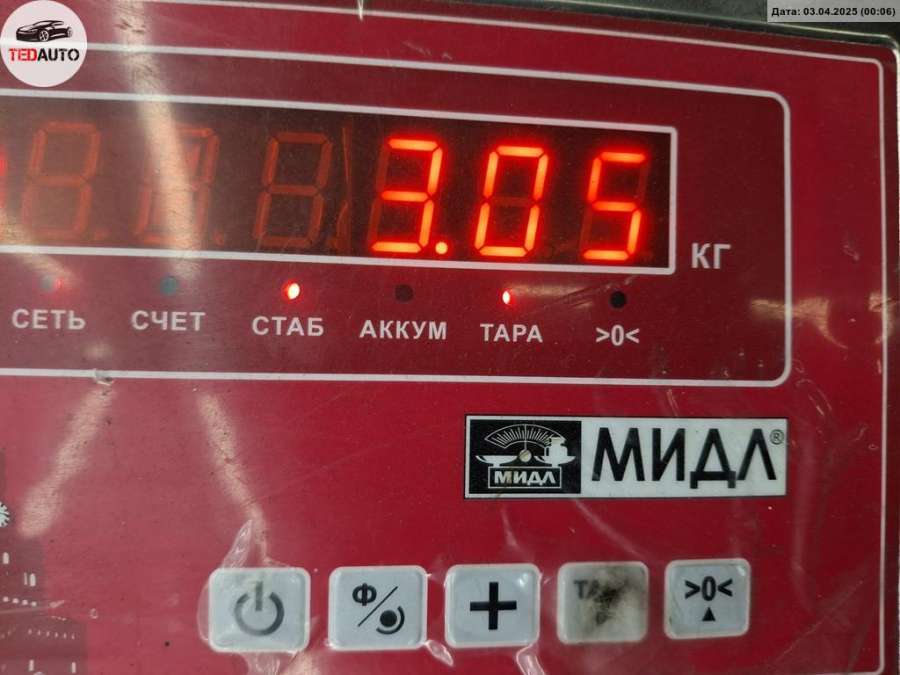 TEDAUTO
Дата: 03.04.2025 (00:06)
3.05
КГ
СЕТЬ СЧЕТ СТАБ АККУМ ТАРА >0<
МИДЛ МИДЛ®
Ф >0<